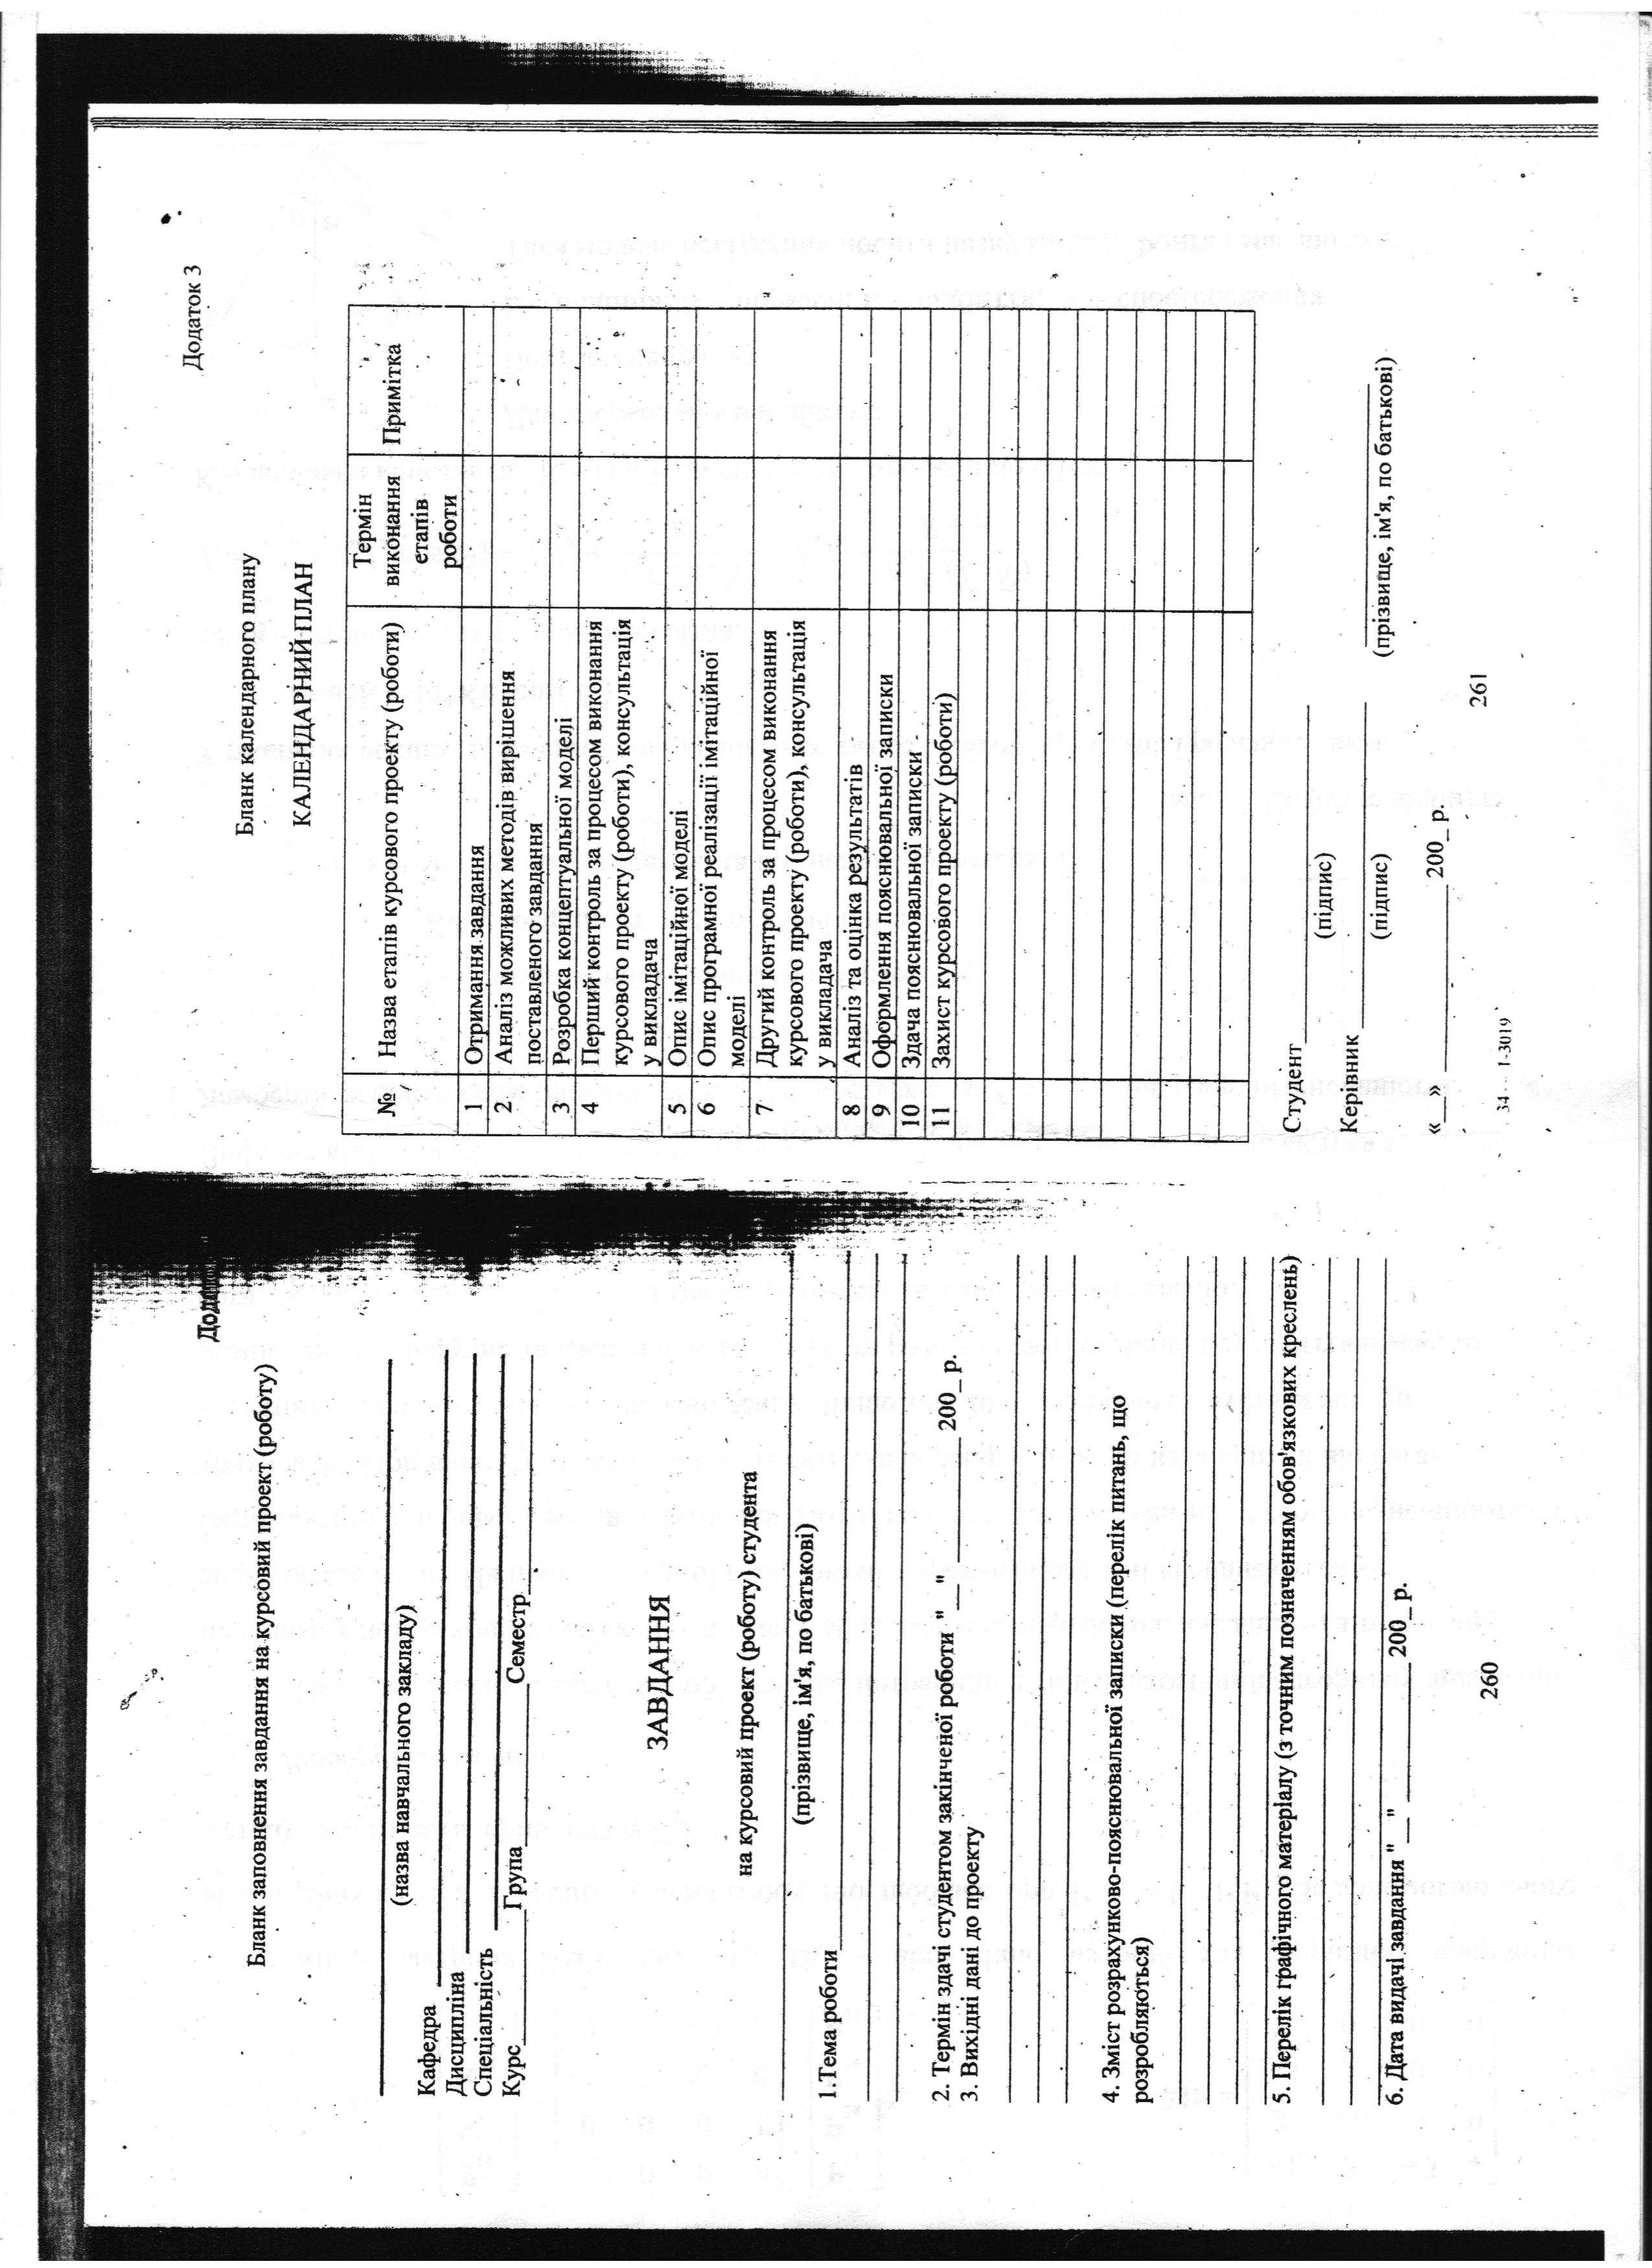 Бланк заповнення завдання на курсовий проект (роботу)
(назва навчального закладу)
Кафедра
Дисципліна
Спеціальність
Курс Група Семестр
ЗАВДАННЯ
на курсовий проект (роботу) студента
(прізвище, ім'я, по батькові)
1.Тема роботи
2. Термін здачі студентом закінченої роботи "__" ________ 200_ р.
3. Вихідні дані до проекту
4. Зміст розрахунково-пояснювальної записки (перелік питань, що
розробляються)
5. Перелік графічного матеріалу (з точним позначенням обов'язкових креслень)
6. Дата видачі завдання "__" ________ 200_ р.
260
Додаток 3
Бланк календарного плану
КАЛЕНДАРНИЙ ПЛАН
№ Назва етапів курсового проекту (роботи) Термін виконання етапів роботи Примітка
1 Отримання завдання
2 Аналіз можливих методів вирішення
поставленого завдання
3 Розробка концептуальної моделі
4 Перший контроль за процесом виконання
курсового проекту (роботи), консультація
у викладача
5 Опис імітаційної моделі
6 Опис програмної реалізації імітаційної
моделі
7 Другий контроль за процесом виконання
курсового проекту (роботи), консультація
у викладача
8 Аналіз та оцінка результатів
9 Оформлення пояснювальної записки
10 Здача пояснювальної записки
11 Захист курсового проекту (роботи)
Студент
(підпис)
Керівник
(підпис) (прізвище, ім'я, по батькові)
«__» ________ 200_ р.
34 1-3019
261